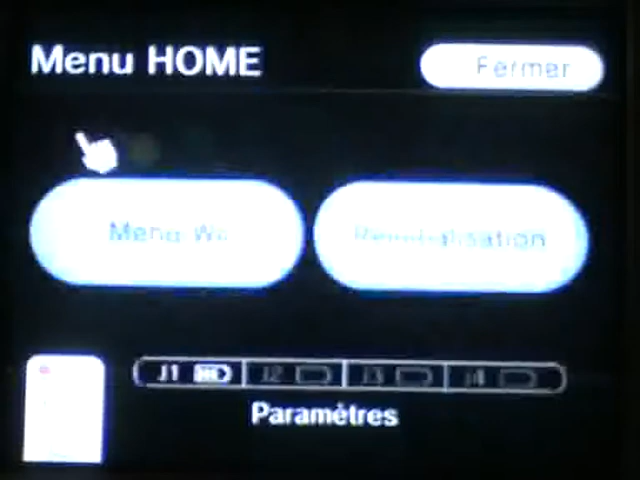 Menu HOME
Fermer
Menu Wii
Réinitialisation
J1 J2 J3 J4
Paramètres